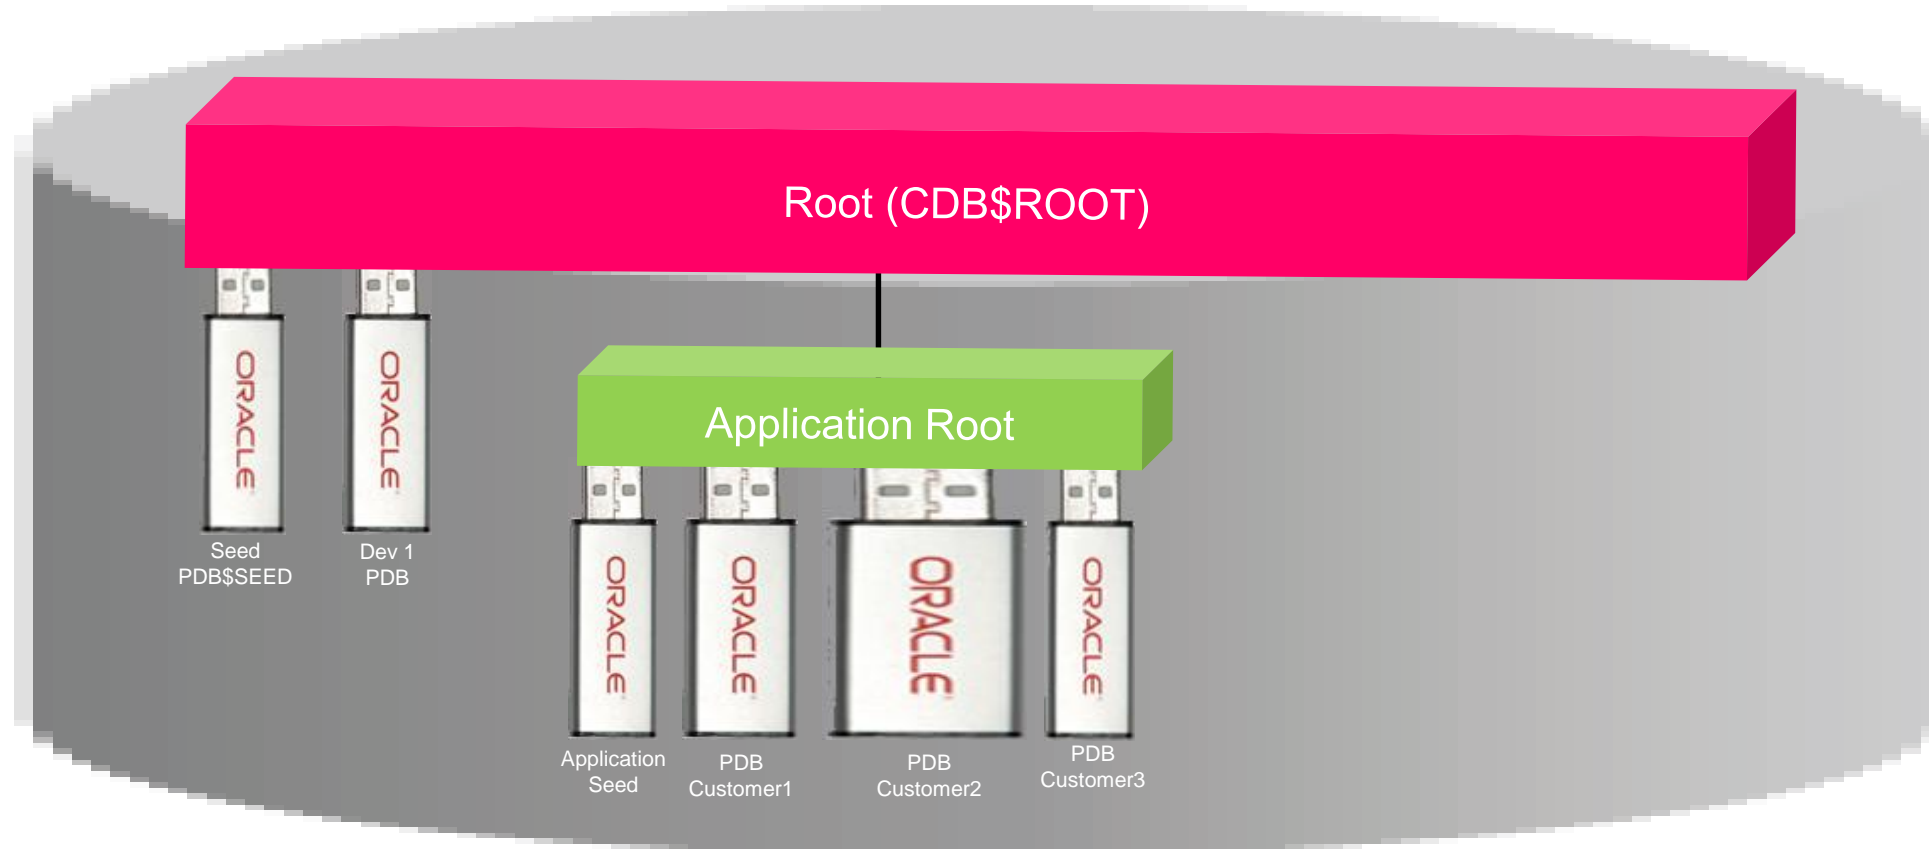 Root (CDB$ROOT)
ORACLE
ORACLE
Seed
PDB$SEED
Dev 1
PDB
Application Root
ORACLE
ORACLE
ORACLE
ORACLE
Application
Seed
PDB
Customer1
PDB
Customer2
PDB
Customer3